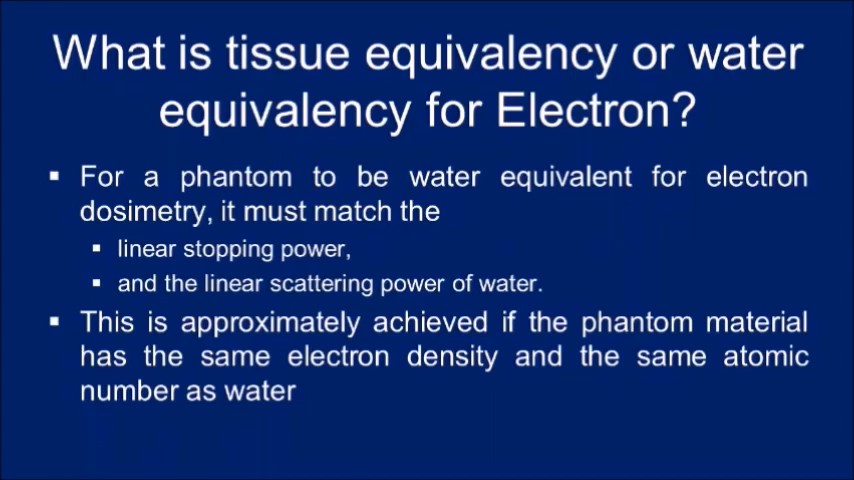 What is tissue equivalency or water
equivalency for Electron?
▪ For a phantom to be water equivalent for electron
dosimetry, it must match the
▪ linear stopping power,
▪ and the linear scattering power of water.
▪ This is approximately achieved if the phantom material
has the same electron density and the same atomic
number as water